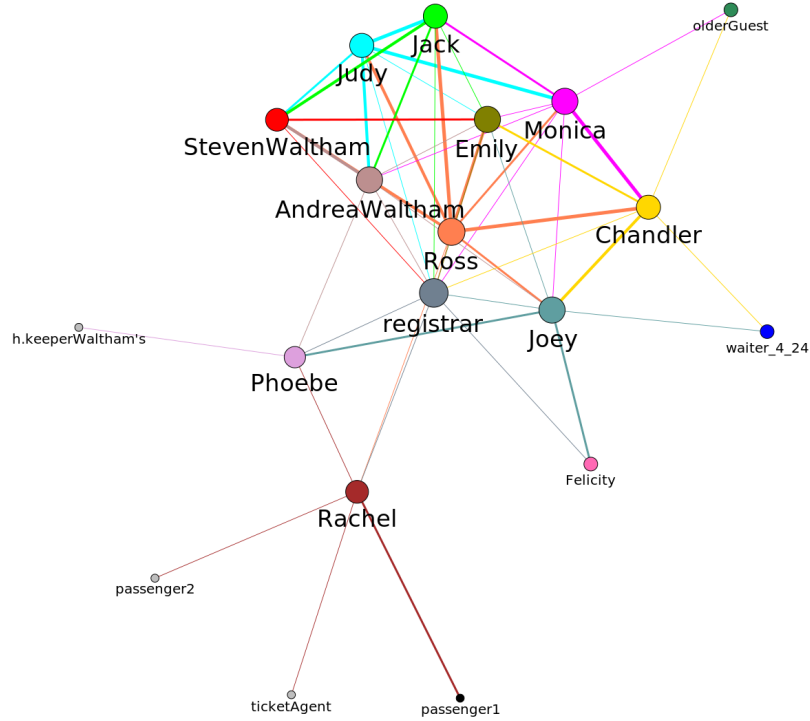 olderGuest
Jack
Judy
Monica
StevenWaltham
Emily
AndreaWaltham
Chandler
Ross
registrar
Joey
h.keeperWaltham's
waiter_4_24
Phoebe
Felicity
Rachel
passenger2
ticketAgent
passenger1